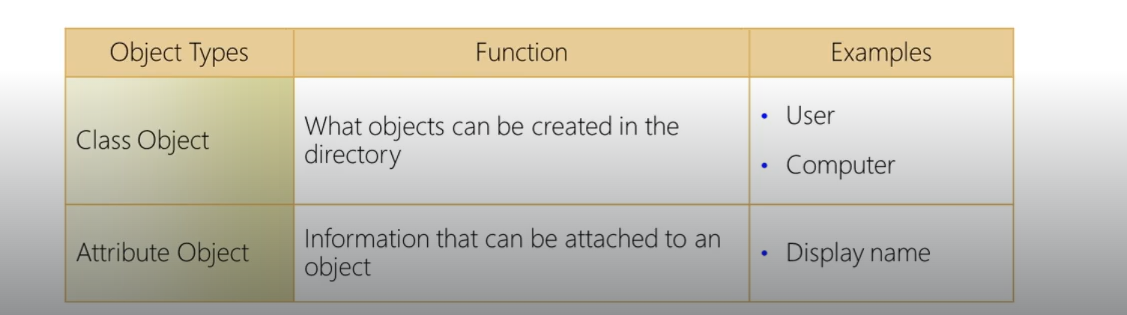 Object Types
Function
Examples
Class Object
What objects can be created in the
directory
• User
• Computer
Attribute Object
Information that can be attached to an
object
• Display name